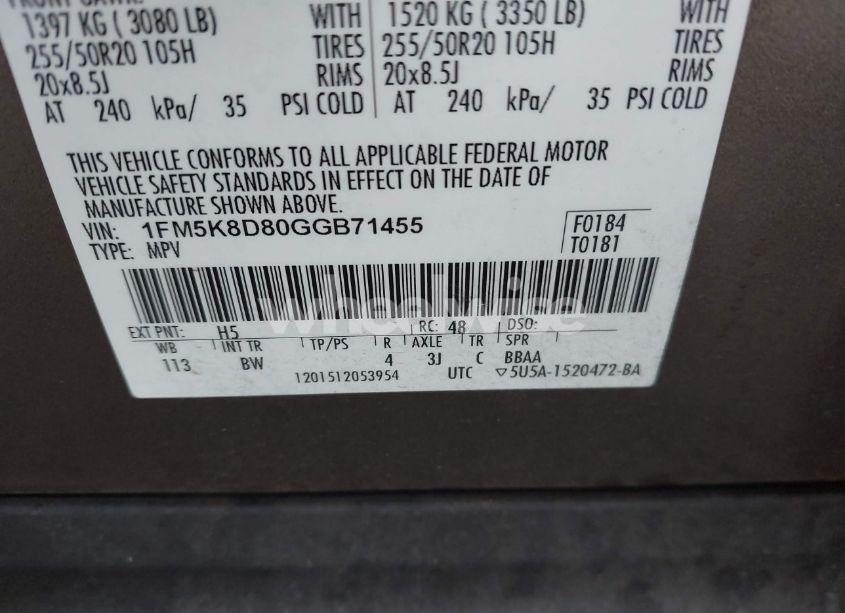 1397 KG ( 3080 LB) WITH 1520 KG ( 3350 LB) WITH
255/50R20 105H TIRES 255/50R20 105H TIRES
20x8.5J RIMS 20x8.5J RIMS
AT 240 kPa/ 35 PSI COLD AT 240 kPa/ 35 PSI COLD
THIS VEHICLE CONFORMS TO ALL APPLICABLE FEDERAL MOTOR
VEHICLE SAFETY STANDARDS IN EFFECT ON THE DATE OF
MANUFACTURE SHOWN ABOVE.
VIN: 1FM5K8D80GGB71455 F0184
TYPE: MPV T0181
wheelwise
EXT PNT: H5 RC: 48 DSO:
WB INT TR TP/PS R AXLE TR SPR
113 BW 4 3J C BBAA
1201512053954 UTC ▽5U5A-1520472-BA